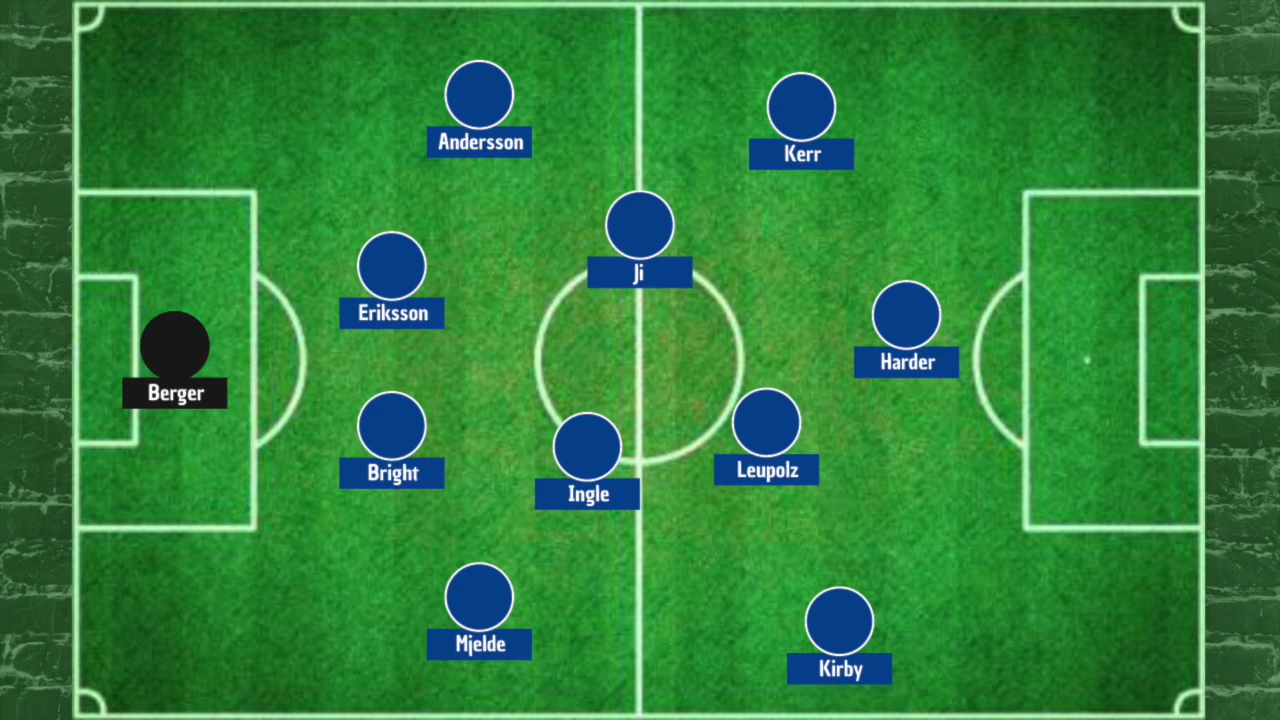 Andersson
Kerr
Ji
Eriksson
Harder
Berger
Bright
Leupolz
Ingle
Mjelde
Kirby